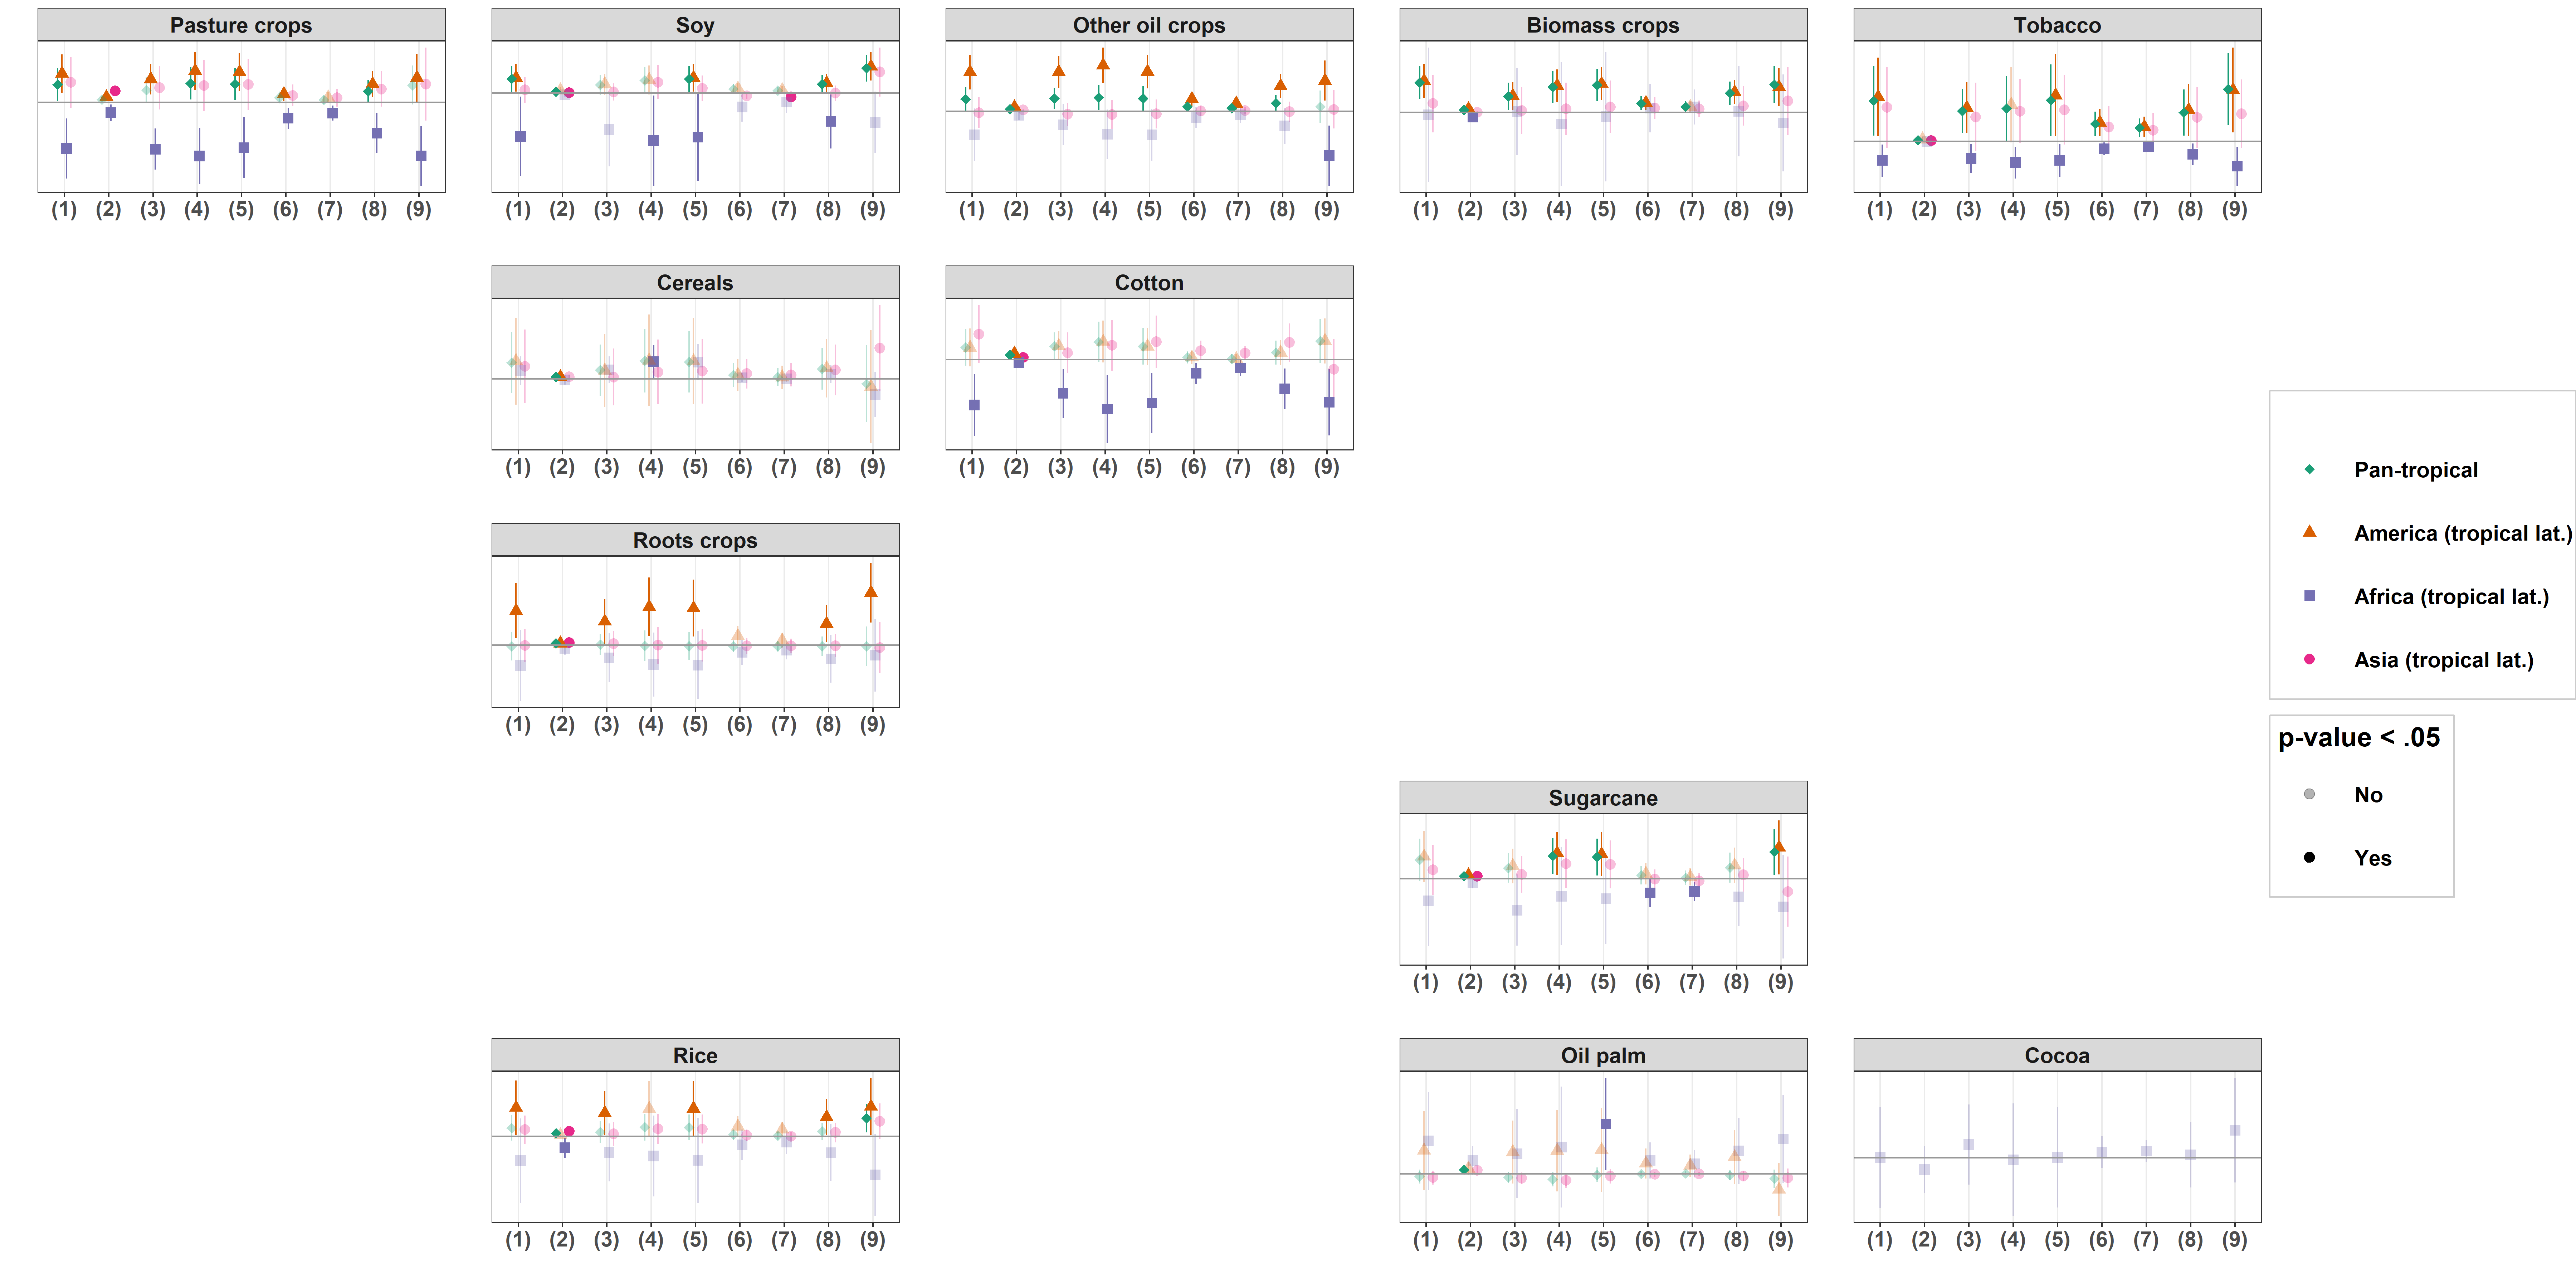 Pasture crops
Soy
Other oil crops
Biomass crops
Tobacco
(1) (2) (3) (4) (5) (6) (7) (8) (9)
(1) (2) (3) (4) (5) (6) (7) (8) (9)
(1) (2) (3) (4) (5) (6) (7) (8) (9)
(1) (2) (3) (4) (5) (6) (7) (8) (9)
(1) (2) (3) (4) (5) (6) (7) (8) (9)
Cereals
Cotton
(1) (2) (3) (4) (5) (6) (7) (8) (9)
(1) (2) (3) (4) (5) (6) (7) (8) (9)
Roots crops
(1) (2) (3) (4) (5) (6) (7) (8) (9)
Sugarcane
(1) (2) (3) (4) (5) (6) (7) (8) (9)
Rice
Oil palm
Cocoa
(1) (2) (3) (4) (5) (6) (7) (8) (9)
(1) (2) (3) (4) (5) (6) (7) (8) (9)
(1) (2) (3) (4) (5) (6) (7) (8) (9)
Pan-tropical
America (tropical lat.)
Africa (tropical lat.)
Asia (tropical lat.)
p-value < .05
No
Yes